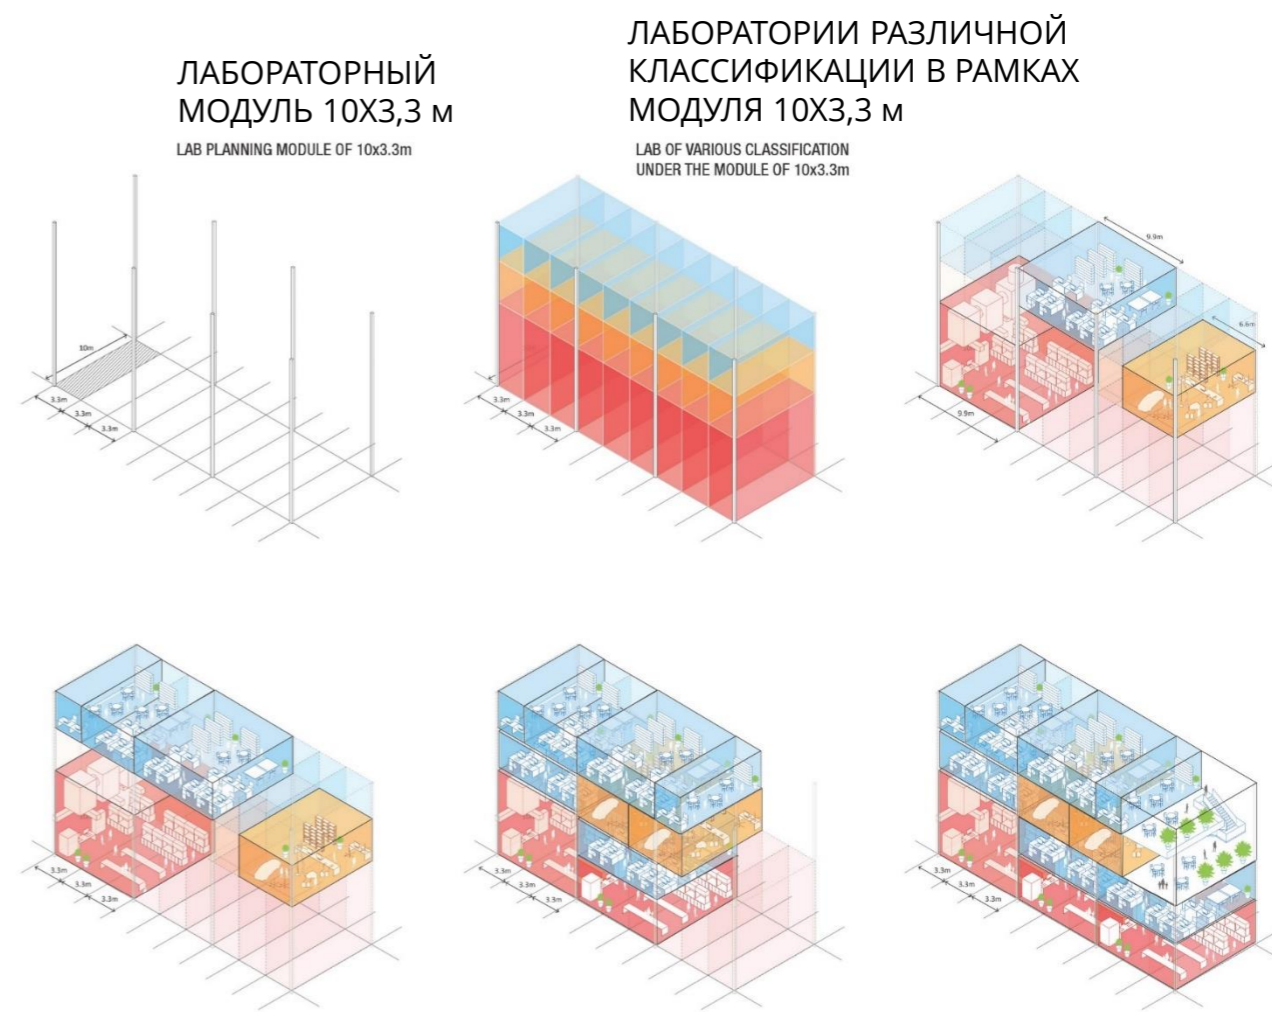 ЛАБОРАТОРНЫЙ
МОДУЛЬ 10X3,3 м
LAB PLANNING MODULE OF 10x3.3m
ЛАБОРАТОРИИ РАЗЛИЧНОЙ
КЛАССИФИКАЦИИ В РАМКАХ
МОДУЛЯ 10X3,3 м
LAB OF VARIOUS CLASSIFICATION
UNDER THE MODULE OF 10x3.3m
10m
3.3m
3.3m
3.3m
3.3m
3.3m
3.3m
9.9m
6.6m
9.9m
3.3m
3.3m
3.3m
3.3m
3.3m
3.3m
3.3m
3.3m
3.3m